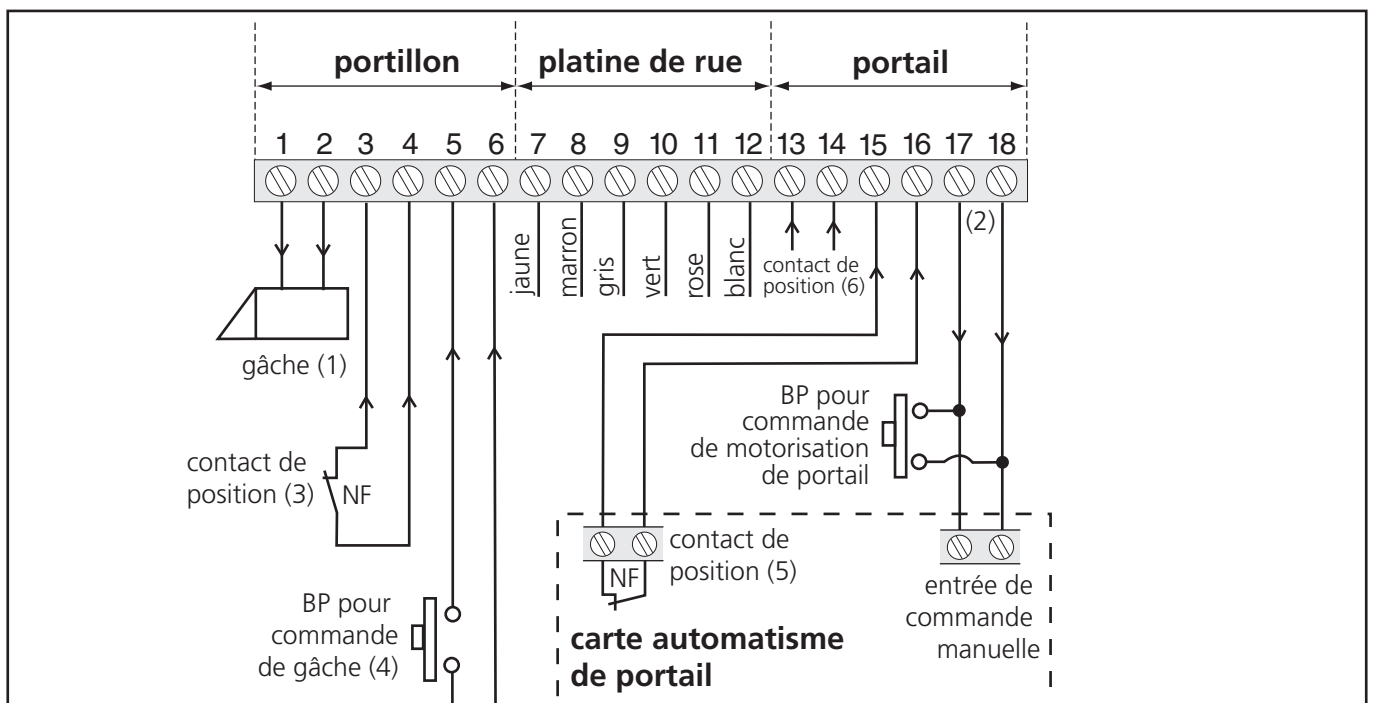 portillon platine de rue portail
1 2 3 4 5 6 7 8 9 10 11 12 13 14 15 16 17 18
(2)
jaune
marron
gris
vert
rose
blanc
contact de
position (6)
gâche (1)
BP pour
commande
de motorisation
de portail
contact de
position (3)
NF
contact de
position (5)
NF
entrée de
commande
manuelle
BP pour
commande
de gâche (4)
carte automatisme
de portail